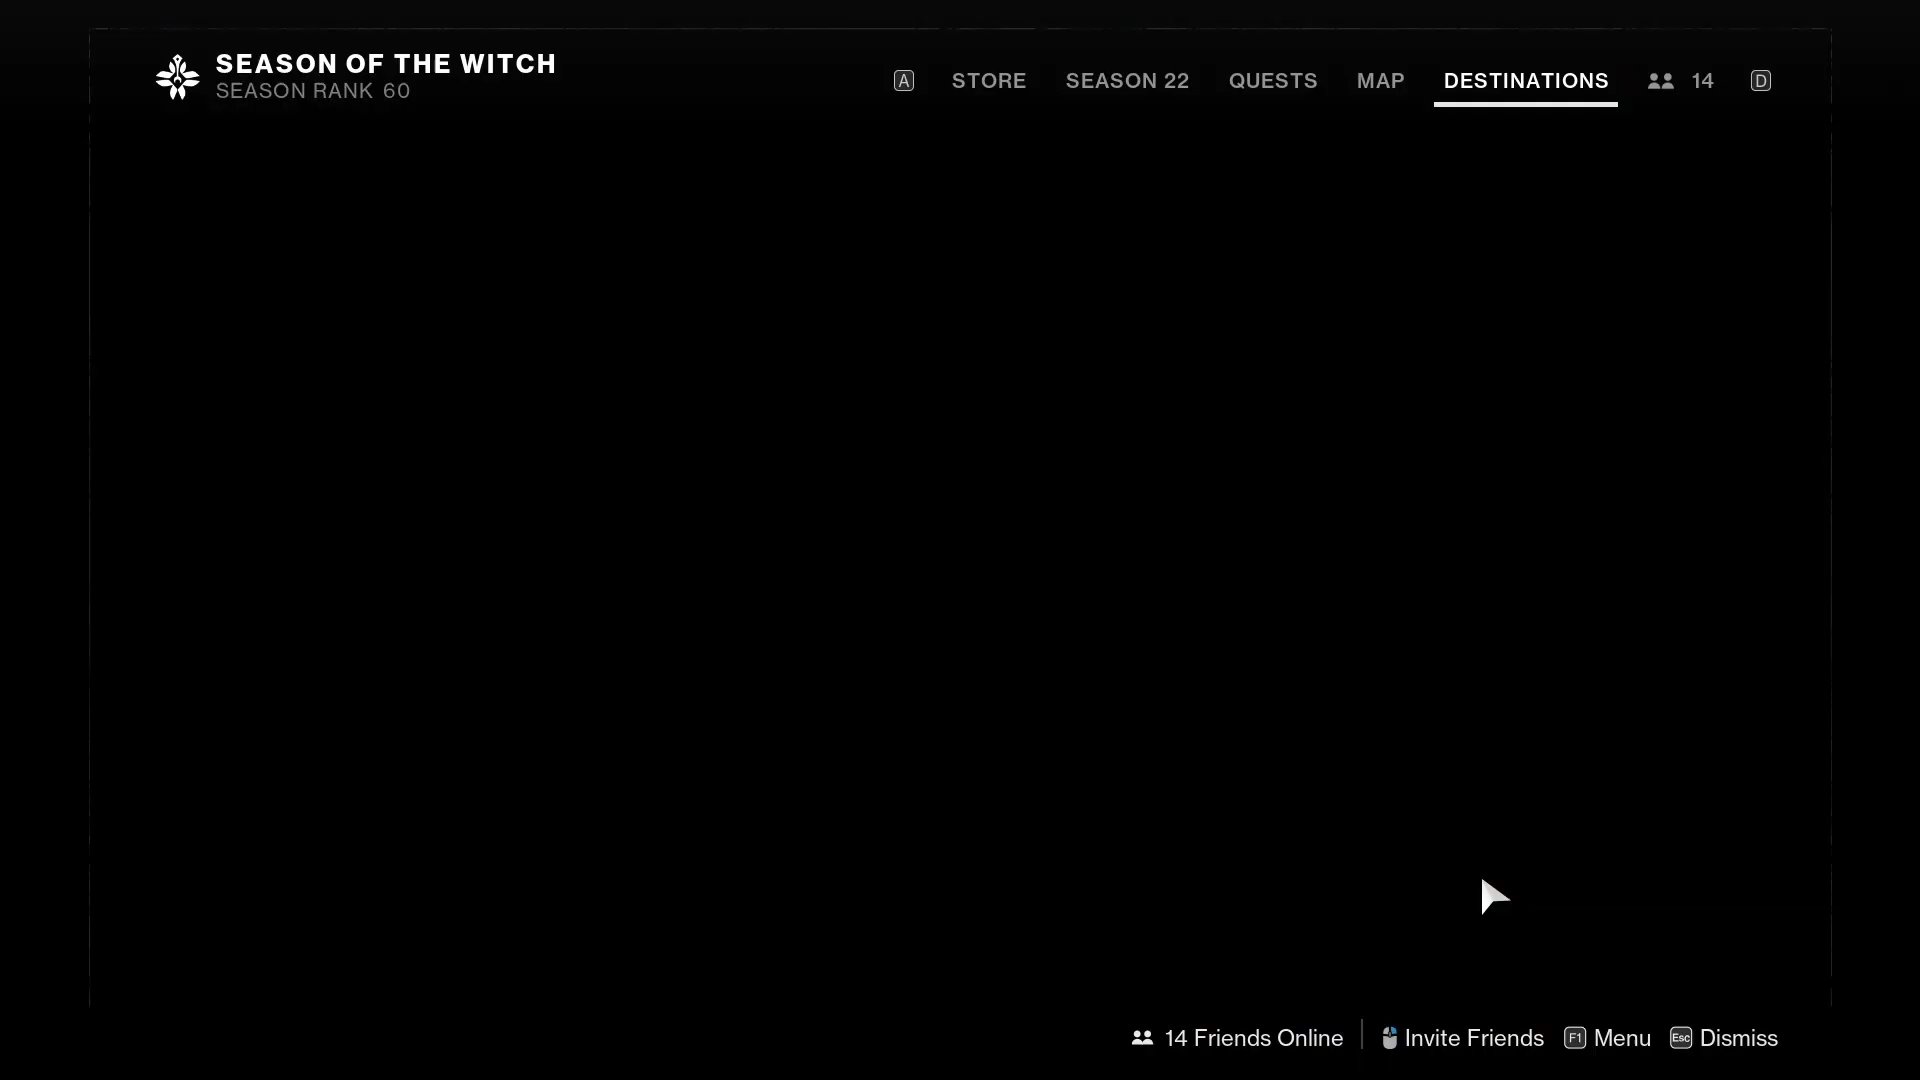 SEASON OF THE WITCH
SEASON RANK 60
A STORE SEASON 22 QUESTS MAP DESTINATIONS 14 D
14 Friends Online Invite Friends F1 Menu Esc Dismiss